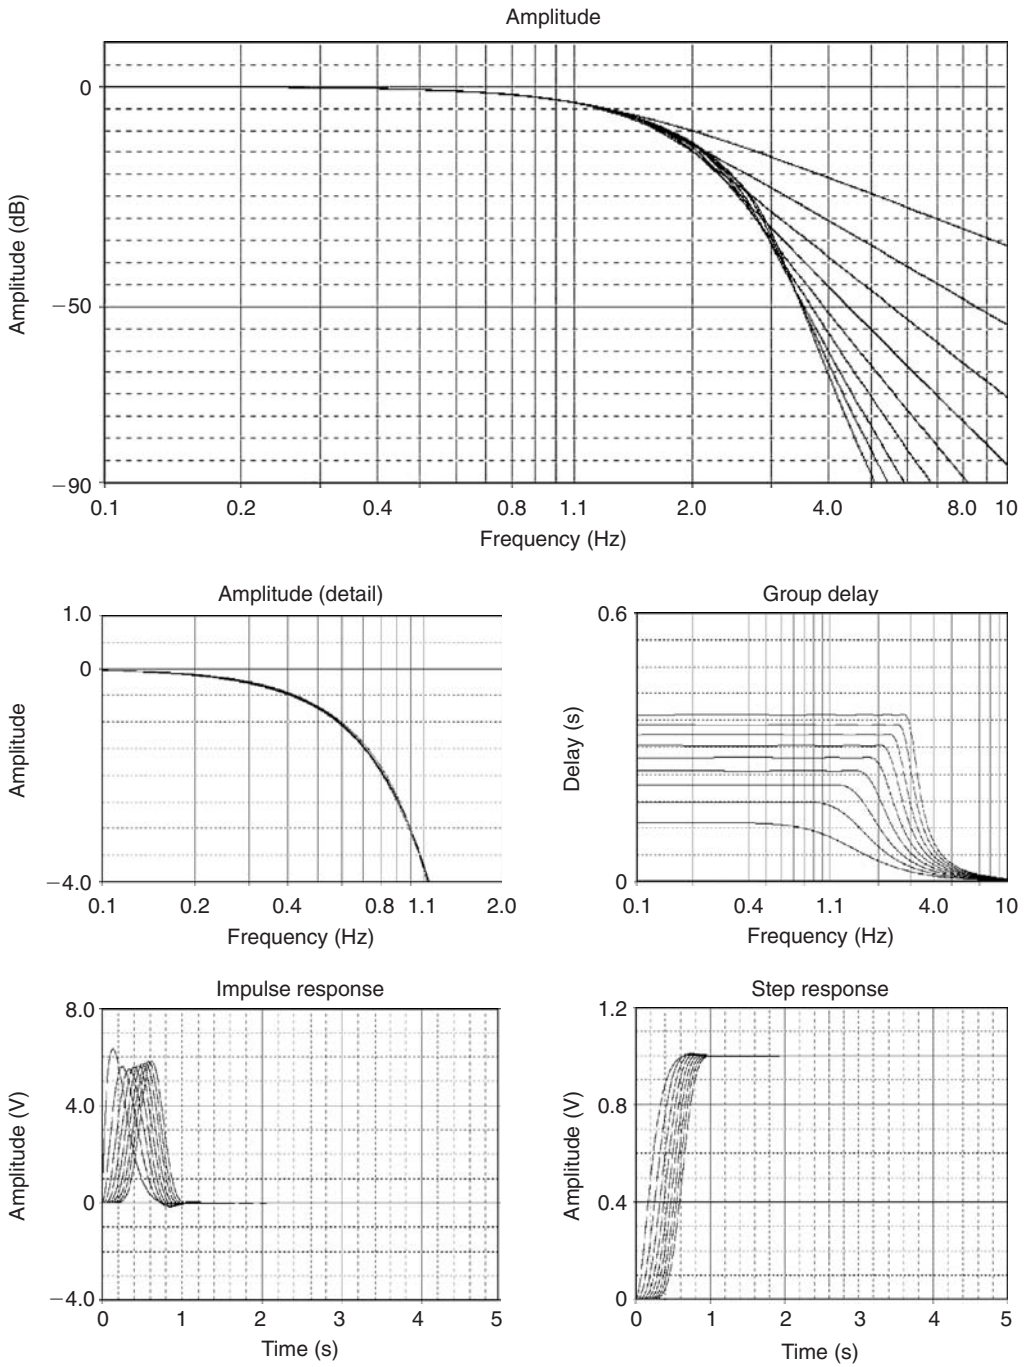 Amplitude
0
−50
−90
Amplitude (dB)
0.1 0.2 0.4 0.8 1.1 2.0 4.0 8.0 10
Frequency (Hz)
Amplitude (detail)
1.0
0
−4.0
Amplitude
0.1 0.2 0.4 0.8 1.1 2.0
Frequency (Hz)
Group delay
0.6
0
Delay (s)
0.1 0.4 1.1 4.0 10
Frequency (Hz)
Impulse response
8.0
4.0
0
−4.0
Amplitude (V)
0 1 2 3 4 5
Time (s)
Step response
1.2
0.8
0.4
0
Amplitude (V)
0 1 2 3 4 5
Time (s)